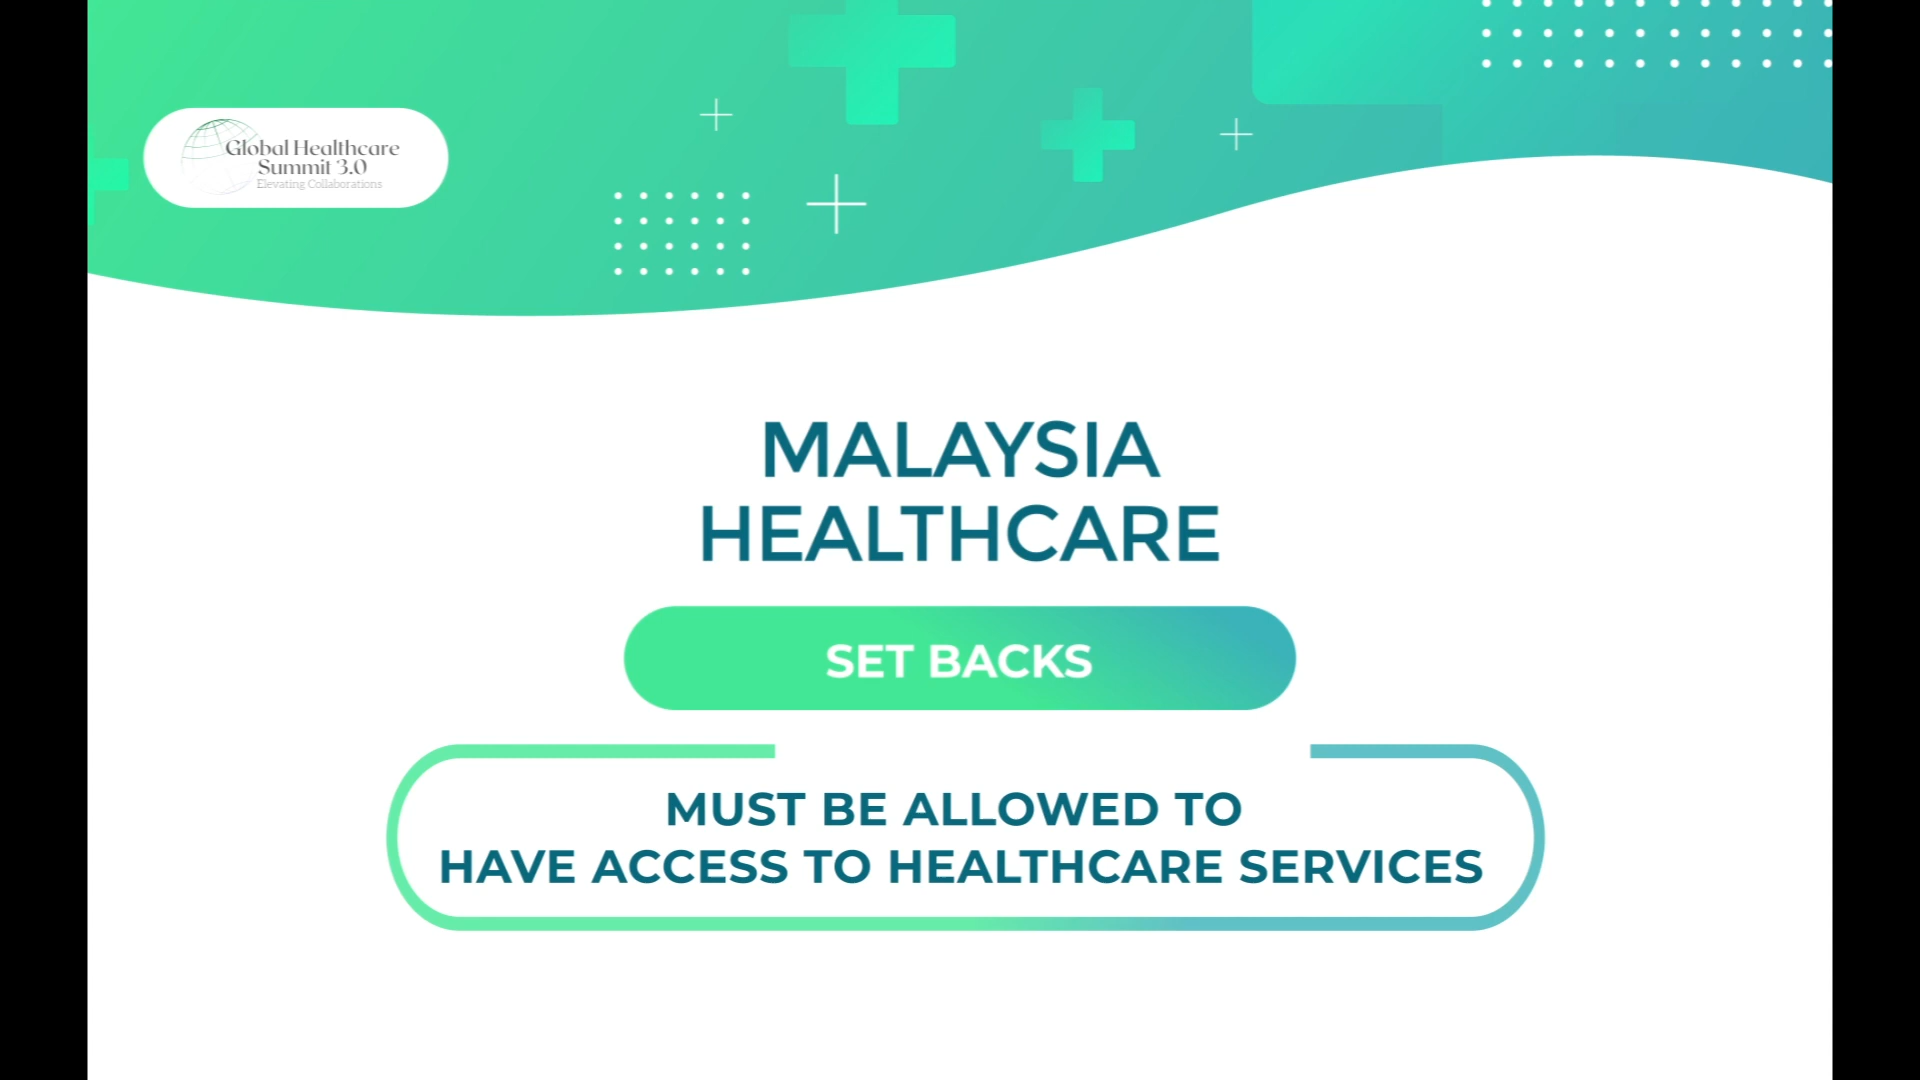 Global Healthcare
Summit 3.0
Elevating Collaborations
MALAYSIA
HEALTHCARE
SET BACKS
MUST BE ALLOWED TO
HAVE ACCESS TO HEALTHCARE SERVICES